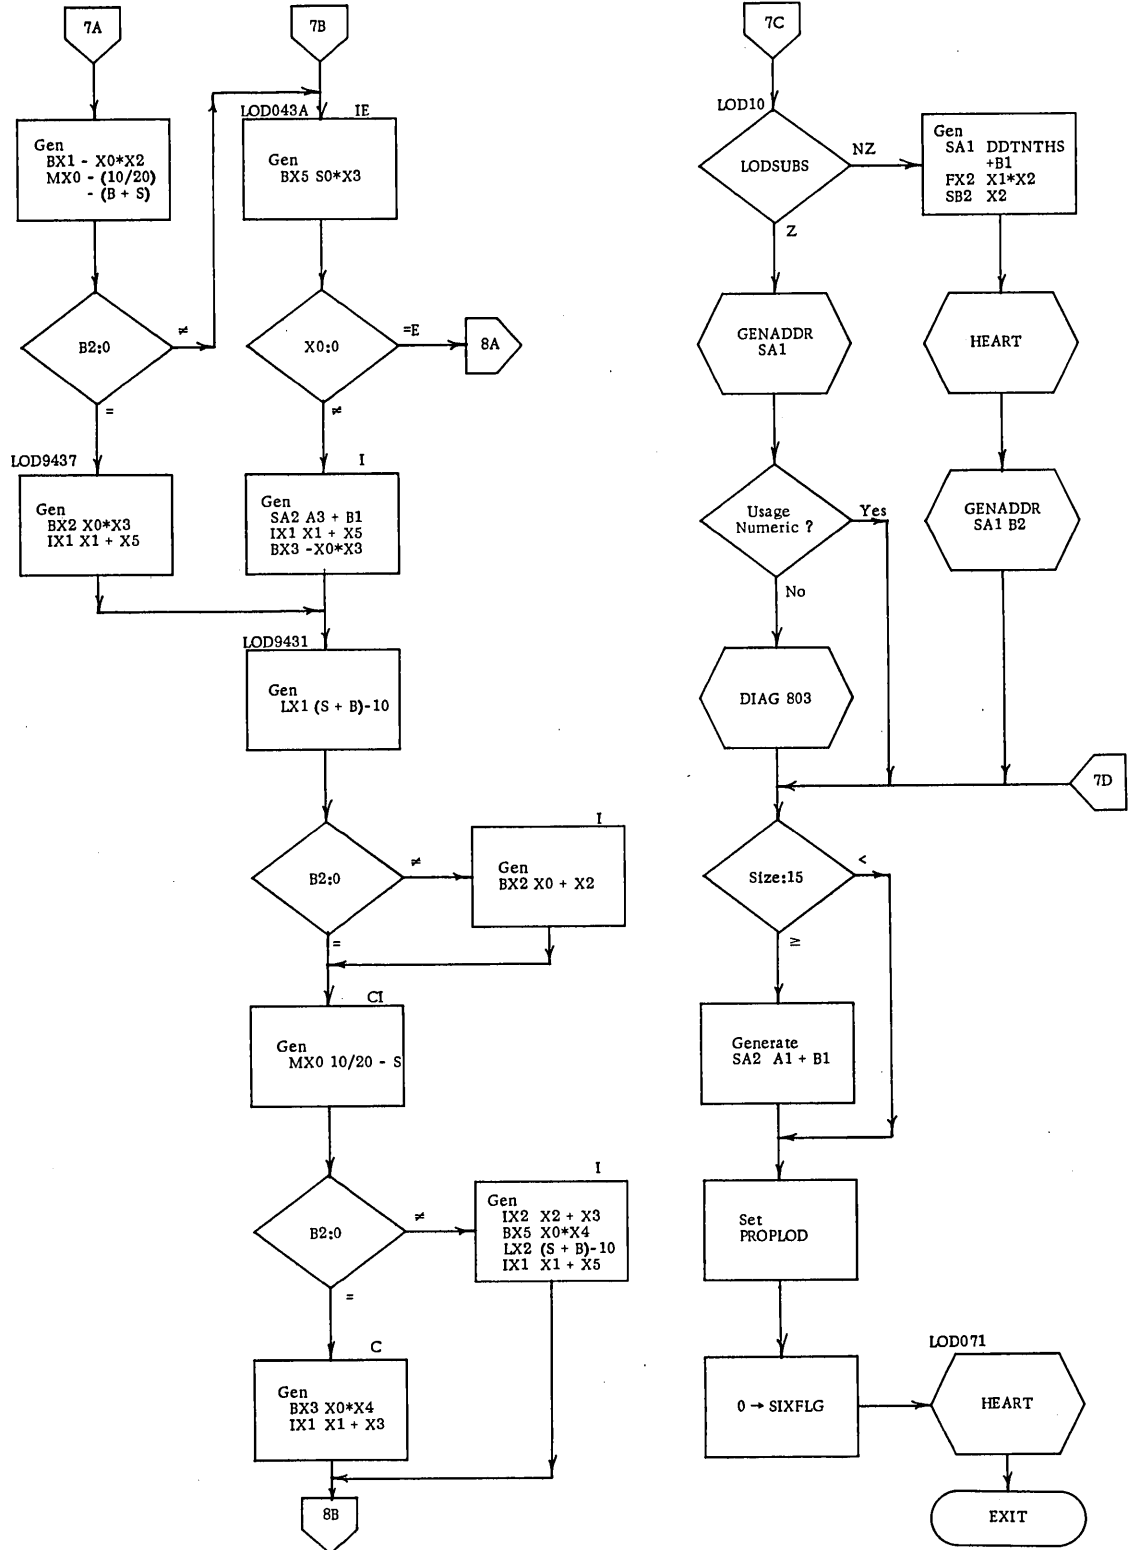 7A
Gen
BX1 - X0*X2
MX0 - (10/20)
- (B + S)
B2:0
≠
=
LOD9437
Gen
BX2 X0*X3
IX1 X1 + X5
7B
LOD043A IE
Gen
BX5 S0*X3
X0:0
=E
8A
≠
I
Gen
SA2 A3 + B1
IX1 X1 + X5
BX3 -X0*X3
LOD9431
Gen
LX1 (S + B)-10
B2:0
≠
I
Gen
BX2 X0 + X2
=
CI
Gen
MX0 10/20 - S
B2:0
≠
I
Gen
IX2 X2 + X3
BX5 X0*X4
LX2 (S + B)-10
IX1 X1 + X5
=
C
Gen
BX3 X0*X4
IX1 X1 + X3
8B
7C
LOD10
LODSUBS
NZ
Gen
SA1 DDTNTHS
+B1
FX2 X1*X2
SB2 X2
Z
GENADDR
SA1
HEART
Usage
Numeric ?
Yes
GENADDR
SA1 B2
No
DIAG 803
7D
Size:15
<
≥
Generate
SA2 A1 + B1
Set
PROPLOD
0 → SIXFLG
LOD071
HEART
EXIT